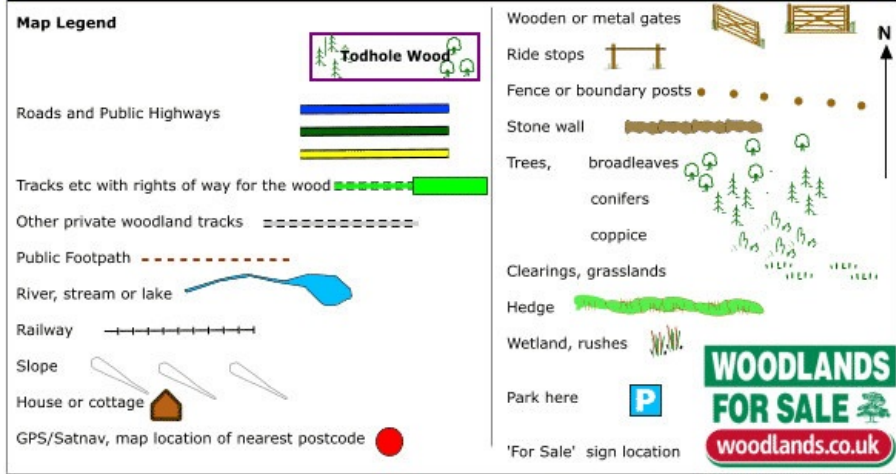 Map Legend
Todhole Wood
Roads and Public Highways
Tracks etc with rights of way for the wood
Other private woodland tracks
Public Footpath
River, stream or lake
Railway
Slope
House or cottage
GPS/Satnav, map location of nearest postcode
Wooden or metal gates
N
Ride stops
Fence or boundary posts
Stone wall
Trees, broadleaves
conifers
coppice
Clearings, grasslands
Hedge
Wetland, rushes
Park here
P
'For Sale' sign location
WOODLANDS
FOR SALE
woodlands.co.uk